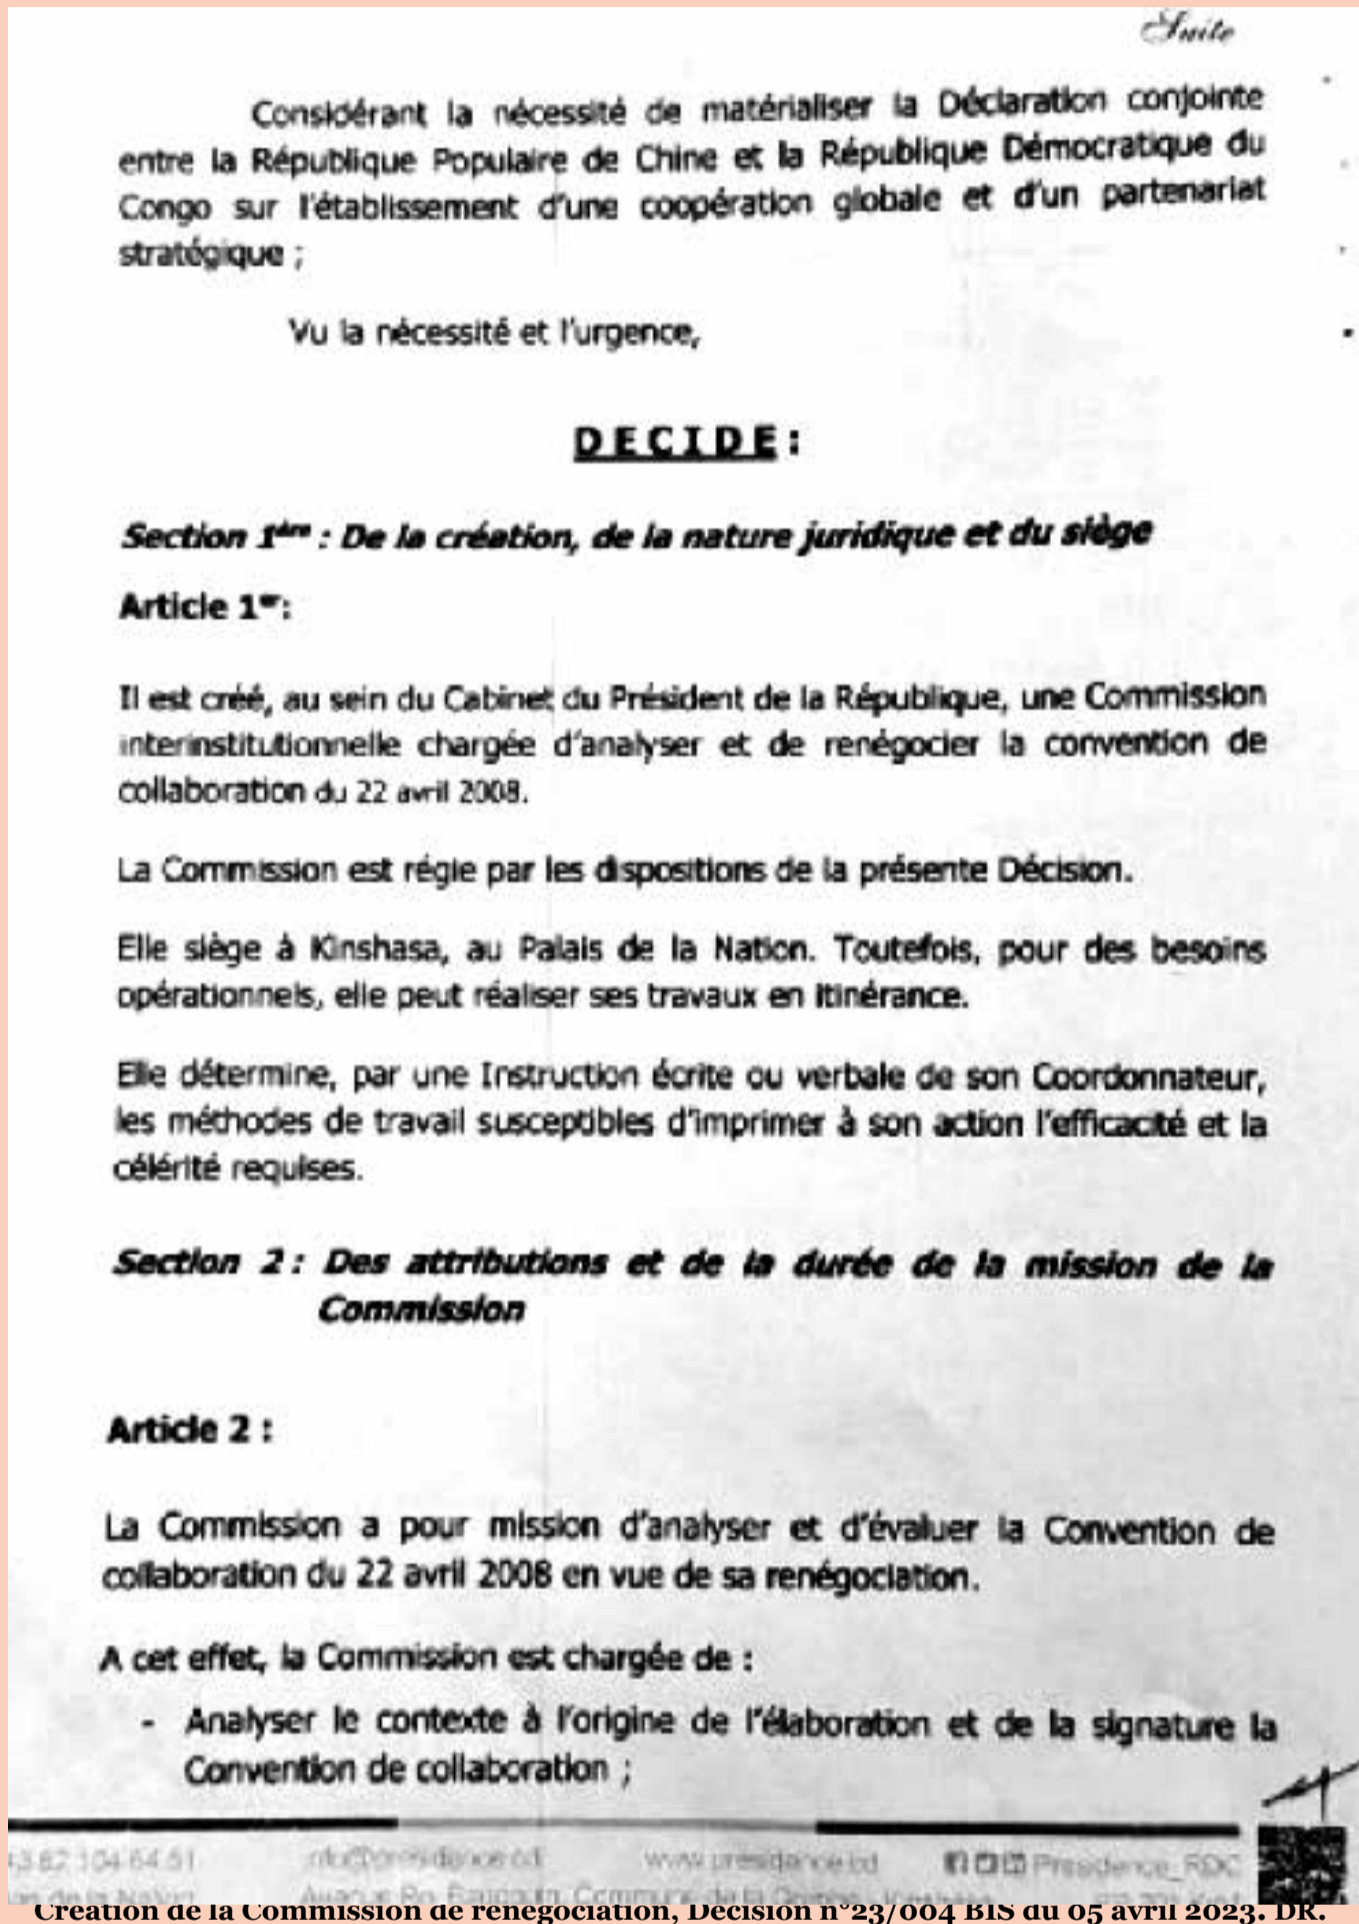 Suite
Considérant la nécessité de matérialiser la Déclaration conjointe
entre la République Populaire de Chine et la République Démocratique du
Congo sur l'établissement d'une coopération globale et d'un partenariat
stratégique ;
Vu la nécessité et l'urgence,
DECIDE :
Section 1ère : De la création, de la nature juridique et du siège
Article 1er :
Il est créé, au sein du Cabinet du Président de la République, une Commission
interinstitutionnelle chargée d'analyser et de renégocier la convention de
collaboration du 22 avril 2008.
La Commission est régie par les dispositions de la présente Décision.
Elle siège à Kinshasa, au Palais de la Nation. Toutefois, pour des besoins
opérationnels, elle peut réaliser ses travaux en itinérance.
Elle détermine, par une Instruction écrite ou verbale de son Coordonnateur,
les méthodes de travail susceptibles d'imprimer à son action l'efficacité et la
célérité requises.
Section 2 : Des attributions et de la durée de la mission de la
Commission
Article 2 :
La Commission a pour mission d'analyser et d'évaluer la Convention de
collaboration du 22 avril 2008 en vue de sa renégociation.
A cet effet, la Commission est chargée de :
- Analyser le contexte à l'origine de l'élaboration et de la signature la
Convention de collaboration ;
info@presidence.cd www.presidence.cd Presidence_RDC
de la Nation Commune de la Gombe - Kinshasa
Création de la Commission de renégociation, Décision n°23/004 BIS du 05 avril 2023. DR.